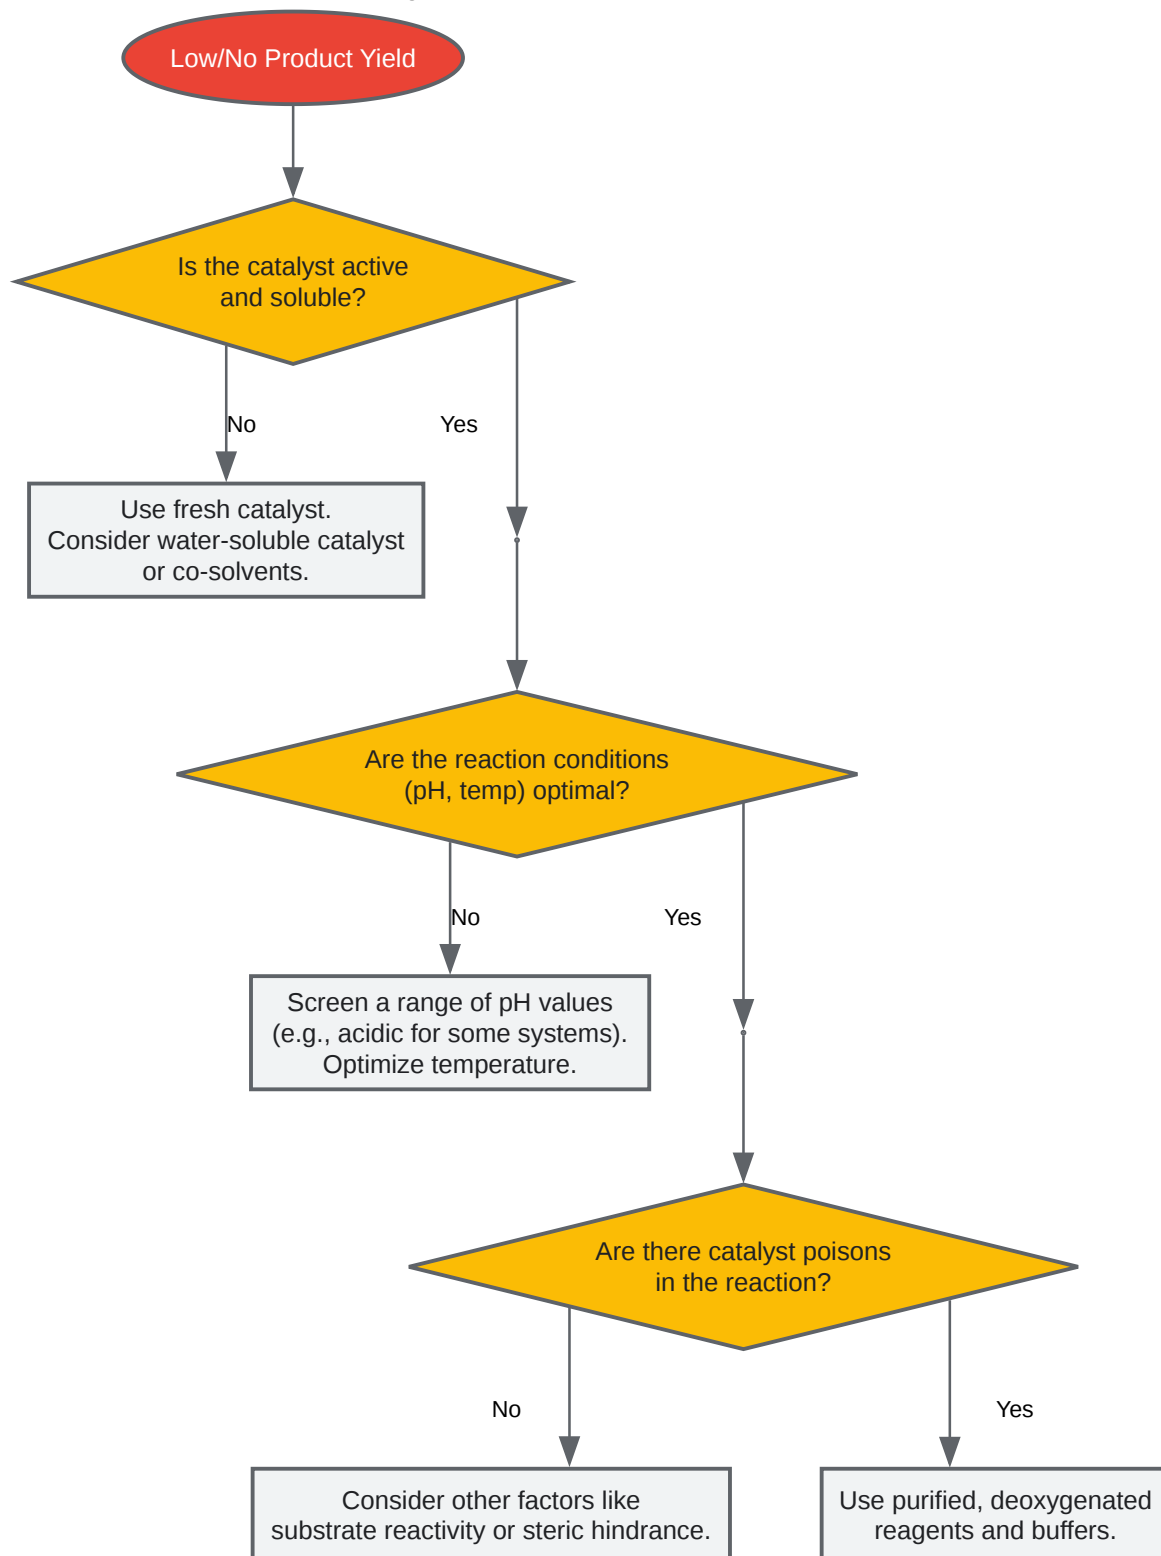 Low/No Product Yield
Is the catalyst active
and soluble?
No
Yes
Use fresh catalyst.
Consider water-soluble catalyst
or co-solvents.
Are the reaction conditions
(pH, temp) optimal?
No
Yes
Screen a range of pH values
(e.g., acidic for some systems).
Optimize temperature.
Are there catalyst poisons
in the reaction?
No
Yes
Consider other factors like
substrate reactivity or steric hindrance.
Use purified, deoxygenated
reagents and buffers.